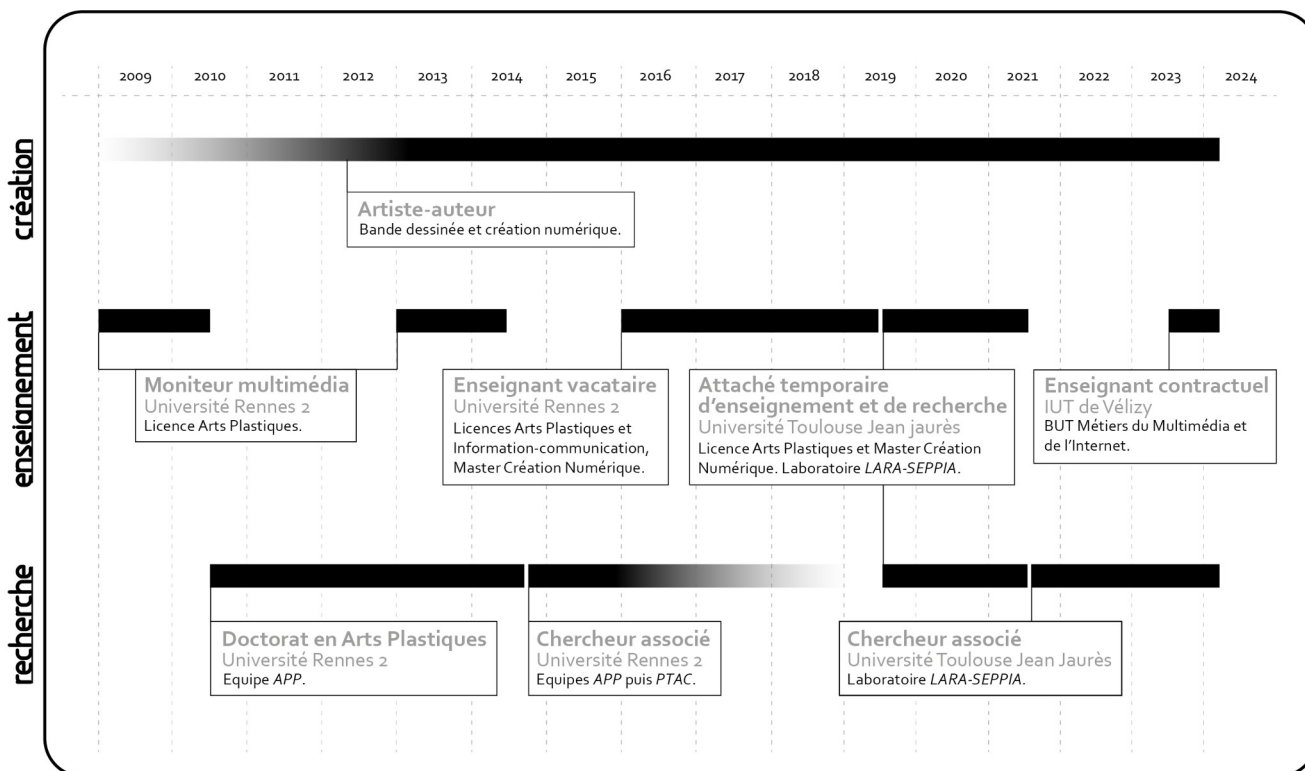 2009 2010 2011 2012 2013 2014 2015 2016 2017 2018 2019 2020 2021 2022 2023 2024
création
Artiste-auteur
Bande dessinée et création numérique.
enseignement
Moniteur multimédia
Université Rennes 2
Licence Arts Plastiques.
Enseignant vacataire
Université Rennes 2
Licences Arts Plastiques et
Information-communication,
Master Création Numérique.
Attaché temporaire
d'enseignement et de recherche
Université Toulouse Jean jaurès
Licence Arts Plastiques et Master Création
Numérique. Laboratoire LARA-SEPPIA.
Enseignant contractuel
IUT de Vélizy
BUT Métiers du Multimédia et
de l'Internet.
recherche
Doctorat en Arts Plastiques
Université Rennes 2
Equipe APP.
Chercheur associé
Université Rennes 2
Equipes APP puis PTAC.
Chercheur associé
Université Toulouse Jean Jaurès
Laboratoire LARA-SEPPIA.